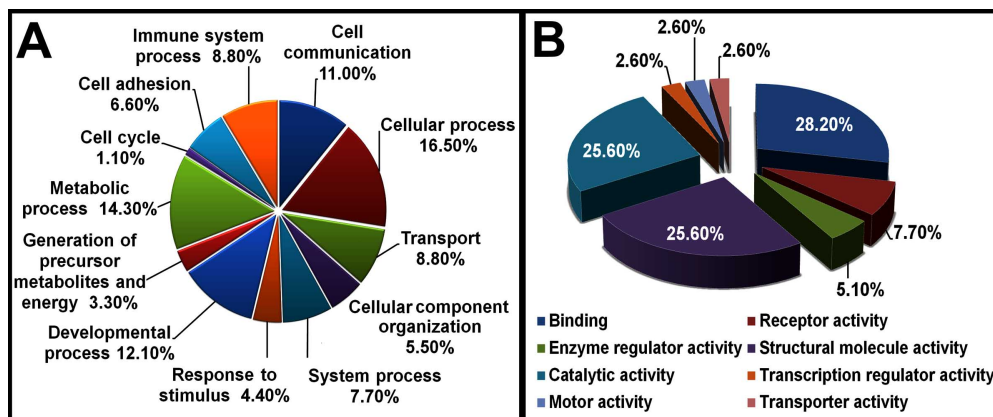 A
Immune system
process 8.80%
Cell
communication
11.00%
Cell adhesion
6.60%
Cellular process
16.50%
Cell cycle
1.10%
Metabolic
process 14.30%
Transport
8.80%
Generation of
precursor
metabolites and
energy 3.30%
Cellular component
organization
5.50%
Developmental
process 12.10%
Response to
stimulus 4.40%
System process
7.70%
B
2.60%
2.60%
2.60%
28.20%
25.60%
25.60%
7.70%
5.10%
Binding
Receptor activity
Enzyme regulator activity
Structural molecule activity
Catalytic activity
Transcription regulator activity
Motor activity
Transporter activity